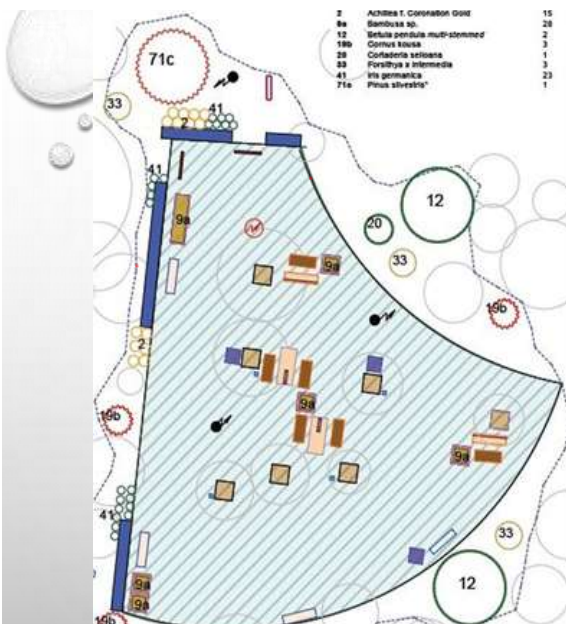 2 Achillea f. Coronation Gold 15
9a Bambusa sp. 28
12 Betula pendula multi-stemmed 2
19b Cornus kousa 3
20 Cortaderia selloana 1
33 Forsithya x intermedia 3
41 Iris germanica 23
71c Pinus silvestris* 1
71c
33
41
2
41
9a
12
20
33
9a
19b
2
9a
19b
9a
41
33
9a
9a
12
19b